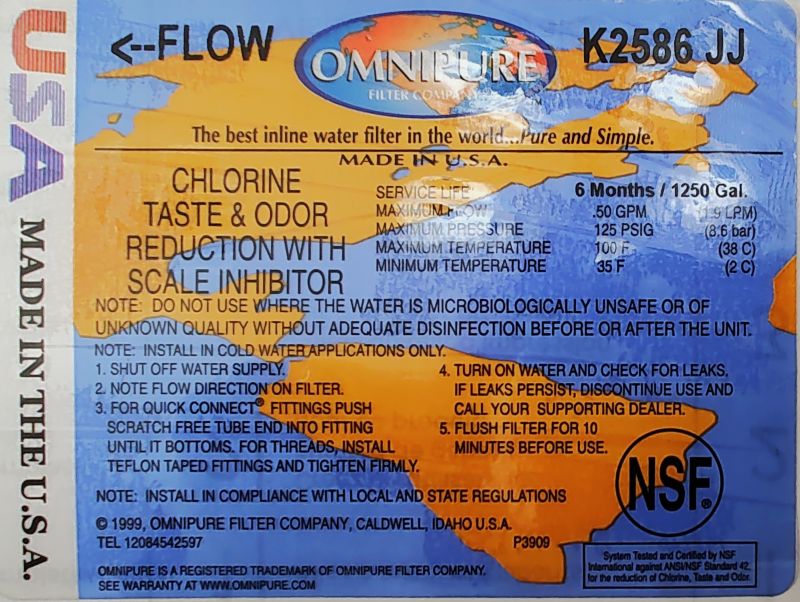 USA MADE IN THE U.S.A.
<--FLOW
OMNIPURE
FILTER COMPANY
K2586 JJ
The best inline water filter in the world...Pure and Simple.
MADE IN U.S.A.
CHLORINE
TASTE & ODOR
REDUCTION WITH
SCALE INHIBITOR
SERVICE LIFE 6 Months / 1250 Gal.
MAXIMUM FLOW .50 GPM (1.9 LPM)
MAXIMUM PRESSURE 125 PSIG (8.6 bar)
MAXIMUM TEMPERATURE 100 F (38 C)
MINIMUM TEMPERATURE 35 F (2 C)
NOTE: DO NOT USE WHERE THE WATER IS MICROBIOLOGICALLY UNSAFE OR OF
UNKNOWN QUALITY WITHOUT ADEQUATE DISINFECTION BEFORE OR AFTER THE UNIT.
NOTE: INSTALL IN COLD WATER APPLICATIONS ONLY.
1. SHUT OFF WATER SUPPLY.
2. NOTE FLOW DIRECTION ON FILTER.
3. FOR QUICK CONNECT® FITTINGS PUSH
SCRATCH FREE TUBE END INTO FITTING
UNTIL IT BOTTOMS. FOR THREADS, INSTALL
TEFLON TAPED FITTINGS AND TIGHTEN FIRMLY.
4. TURN ON WATER AND CHECK FOR LEAKS,
IF LEAKS PERSIST, DISCONTINUE USE AND
CALL YOUR SUPPORTING DEALER.
5. FLUSH FILTER FOR 10
MINUTES BEFORE USE.
NOTE: INSTALL IN COMPLIANCE WITH LOCAL AND STATE REGULATIONS
© 1999, OMNIPURE FILTER COMPANY, CALDWELL, IDAHO U.S.A.
TEL 12084542597 P3909
OMNIPURE IS A REGISTERED TRADEMARK OF OMNIPURE FILTER COMPANY.
SEE WARRANTY AT WWW.OMNIPURE.COM
NSF®
System Tested and Certified by NSF
International against ANSI/NSF Standard 42,
for the reduction of Chlorine, Taste and Odor.